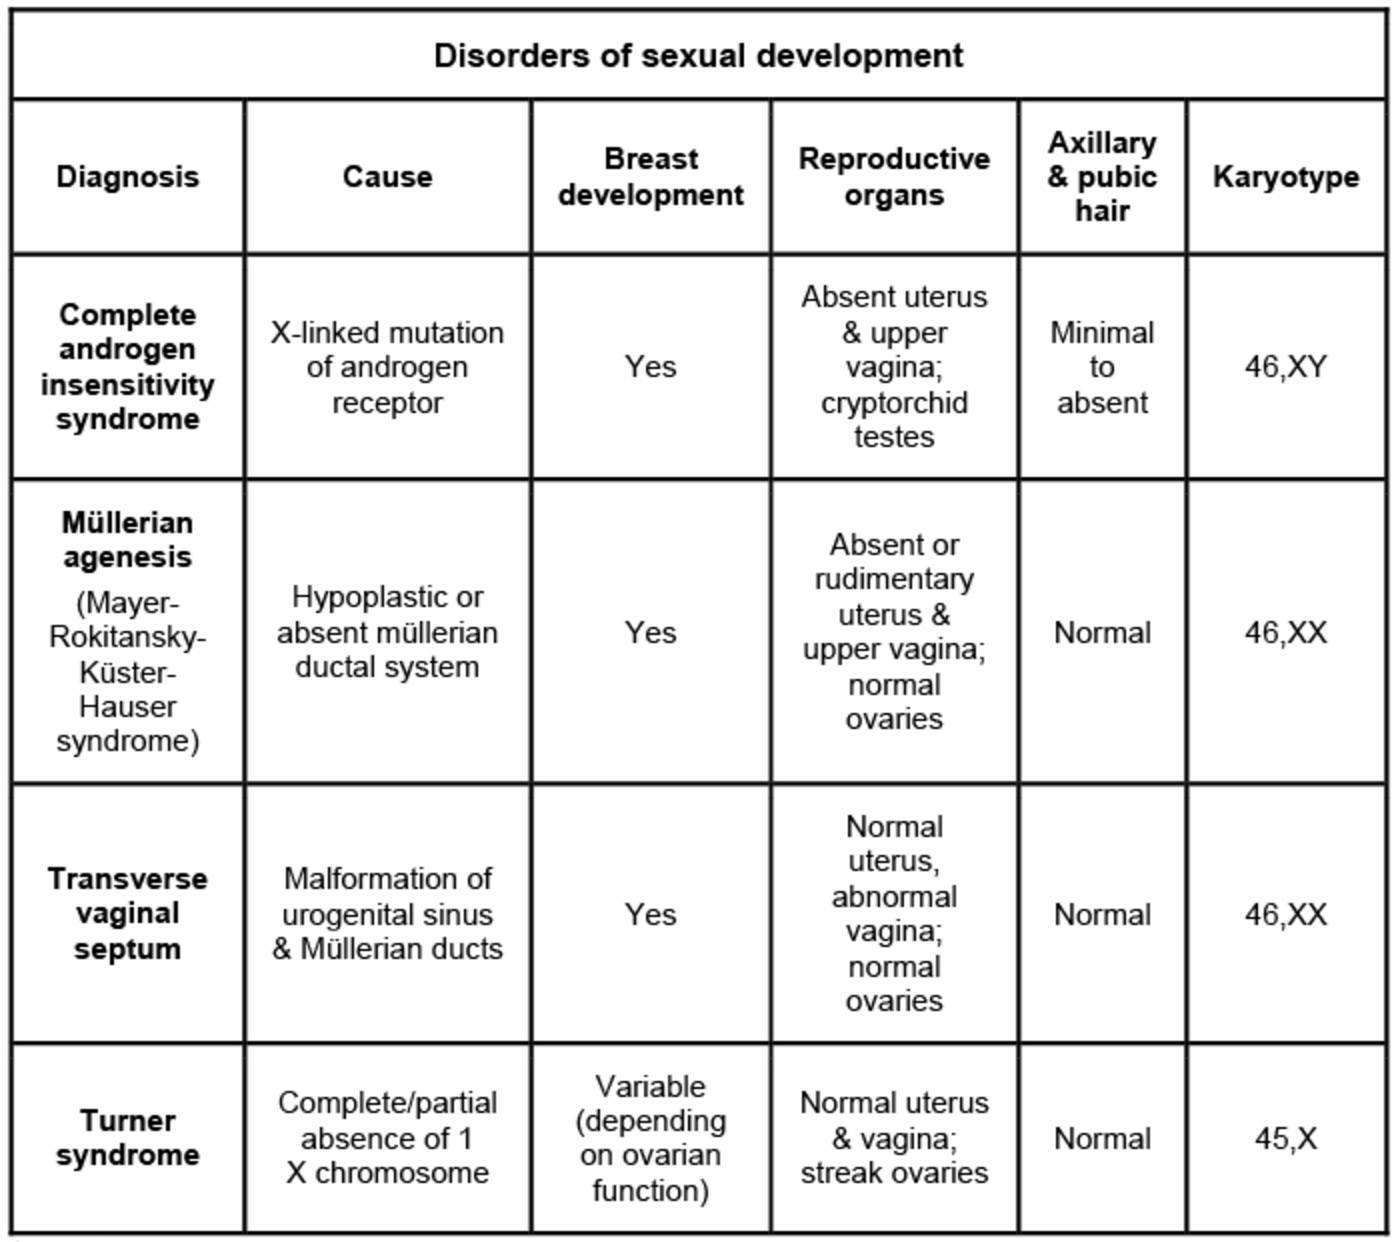 Disorders of sexual development
Diagnosis
Cause
Breast
development
Reproductive
organs
Axillary
& pubic
hair
Karyotype
Complete
androgen
insensitivity
syndrome
X-linked mutation
of androgen
receptor
Yes
Absent uterus
& upper
vagina;
cryptorchid
testes
Minimal
to
absent
46,XY
Müllerian
agenesis
(Mayer-
Rokitansky-
Küster-
Hauser
syndrome)
Hypoplastic or
absent müllerian
ductal system
Yes
Absent or
rudimentary
uterus &
upper vagina;
normal
ovaries
Normal
46,XX
Transverse
vaginal
septum
Malformation of
urogenital sinus
& Müllerian ducts
Yes
Normal
uterus,
abnormal
vagina;
normal
ovaries
Normal
46,XX
Turner
syndrome
Complete/partial
absence of 1
X chromosome
Variable
(depending
on ovarian
function)
Normal uterus
& vagina;
streak ovaries
Normal
45,X